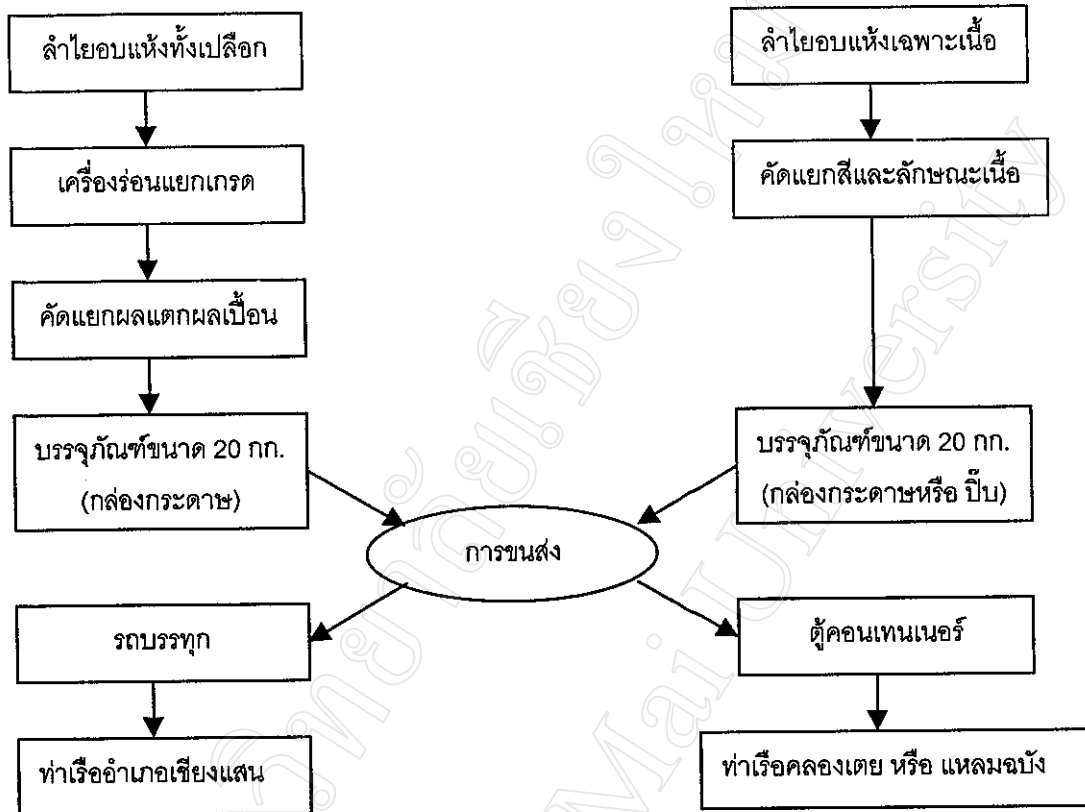 ลำไยอบแห้งทั้งเปลือก
เครื่องร่อนแยกเกรด
คัดแยกผลแตกผลเปื้อน
บรรจุภัณฑ์ขนาด 20 กก.
(กล่องกระดาษ)
ลำไยอบแห้งเฉพาะเนื้อ
คัดแยกสีและลักษณะเนื้อ
บรรจุภัณฑ์ขนาด 20 กก.
(กล่องกระดาษหรือ ปิ๊บ)
การขนส่ง
รถบรรทุก
ท่าเรืออำเภอเชียงแสน
ตู้คอนเทนเนอร์
ท่าเรือคลองเตย หรือ แหลมฉบัง
Mai University